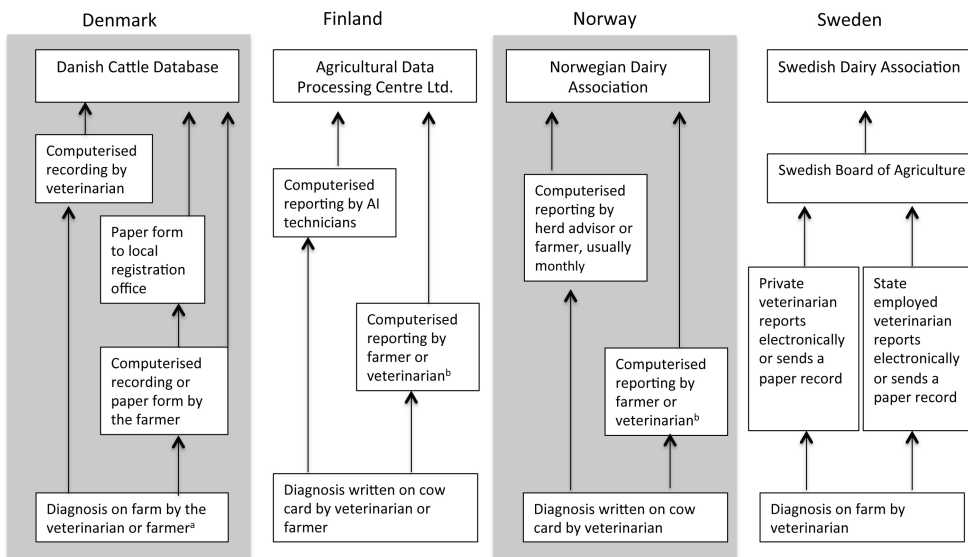 Denmark
Danish Cattle Database
Computerised
recording by
veterinarian
Paper form
to local
registration
office
Computerised
recording or
paper form by
the farmer
Diagnosis on farm by the
veterinarian or farmerᵃ
Finland
Agricultural Data
Processing Centre Ltd.
Computerised
reporting by AI
technicians
Computerised
reporting by
farmer or
veterinarianᵇ
Diagnosis written on cow
card by veterinarian or
farmer
Norway
Norwegian Dairy
Association
Computerised
reporting by
herd advisor or
farmer, usually
monthly
Computerised
reporting by
farmer or
veterinarianᵇ
Diagnosis written on cow
card by veterinarian
Sweden
Swedish Dairy Association
Swedish Board of Agriculture
Private
veterinarian
reports
electronically
or sends a
paper record
State
employed
veterinarian
reports
electronically
or sends a
paper record
Diagnosis on farm by
veterinarian